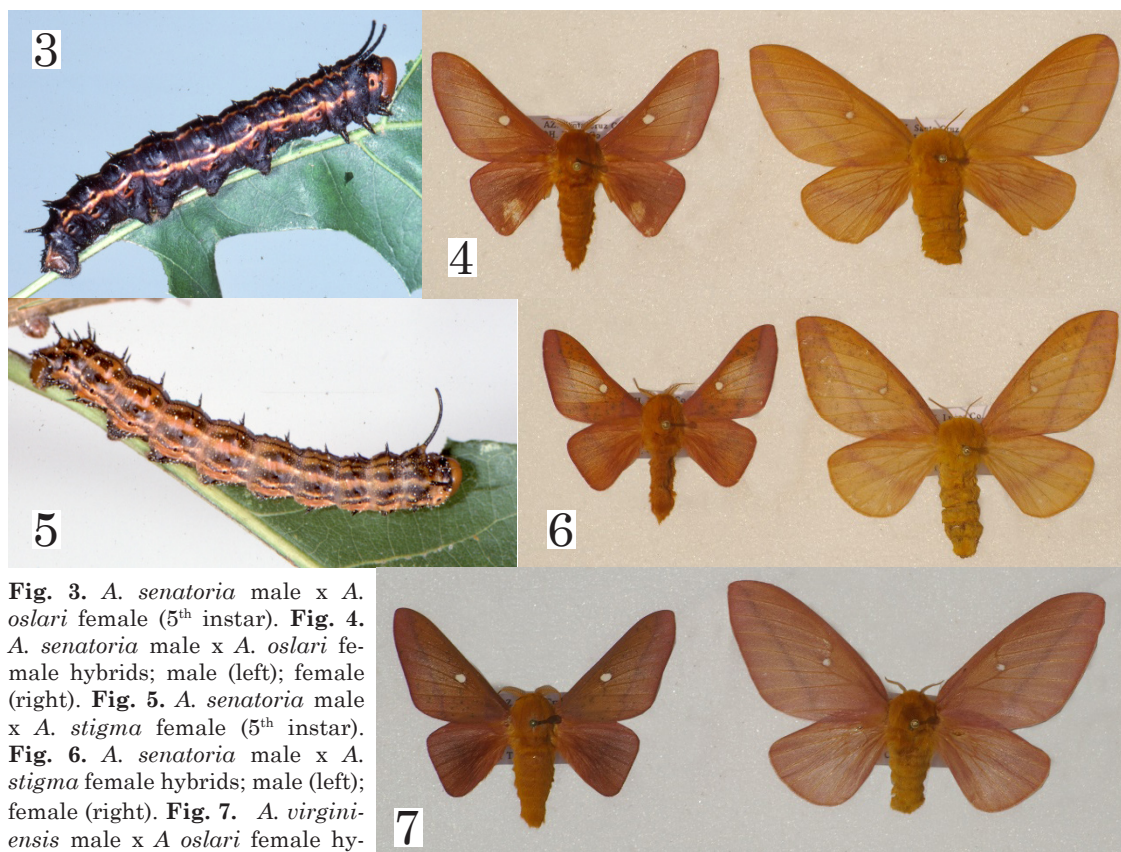 3
4
5
6
7
Fig. 3. A. senatoria male x A.
oslari female (5th instar). Fig. 4.
A. senatoria male x A. oslari fe-
male hybrids; male (left); female
(right). Fig. 5. A. senatoria male
x A. stigma female (5th instar).
Fig. 6. A. senatoria male x A.
stigma female hybrids; male (left);
female (right). Fig. 7. A. virgini-
ensis male x A oslari female hy-